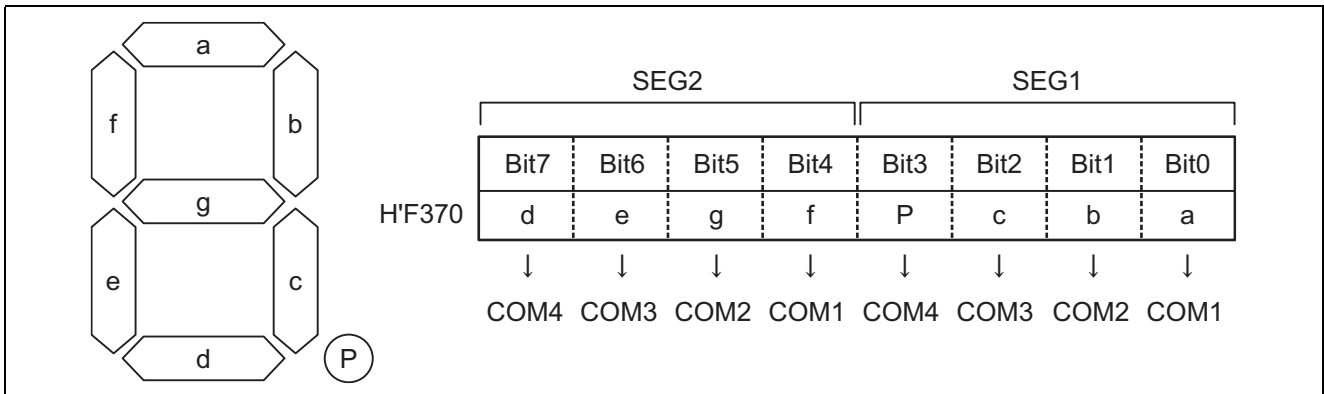 a
f
b
g
e
c
d
P
SEG2 SEG1
Bit7 Bit6 Bit5 Bit4 Bit3 Bit2 Bit1 Bit0
H'F370 d e g f P c b a
↓ ↓ ↓ ↓ ↓ ↓ ↓ ↓
COM4 COM3 COM2 COM1 COM4 COM3 COM2 COM1